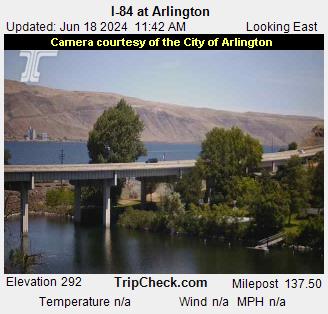 I-84 at Arlington
Updated: Jun 18 2024 11:42 AM Looking East
Camera courtesy of the City of Arlington
Elevation 292 TripCheck.com Milepost 137.50
Temperature n/a Wind n/a MPH n/a